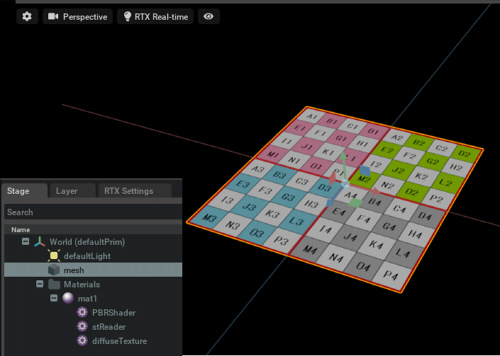 Perspective RTX Real-time
A1 B1 C1 D1 A2 B2 C2 D2
E1 F1 G1 H1 E2 F2 G2 H2
I1 J1 K1 I2 J2 K2 L2
M1 N1 O1 M2 N2 O2 P2
A3 B3 C3 D3 A4 B4 C4 D4
E3 F3 G3 H3 E4 F4 G4 H4
I3 J3 K3 L3 I4 J4 K4 L4
M3 N3 O3 P3 M4 N4 O4 P4
Stage Layer RTX Settings
Search
Name
World (defaultPrim)
defaultLight
mesh
Materials
mat1
PBRShader
stReader
diffuseTexture